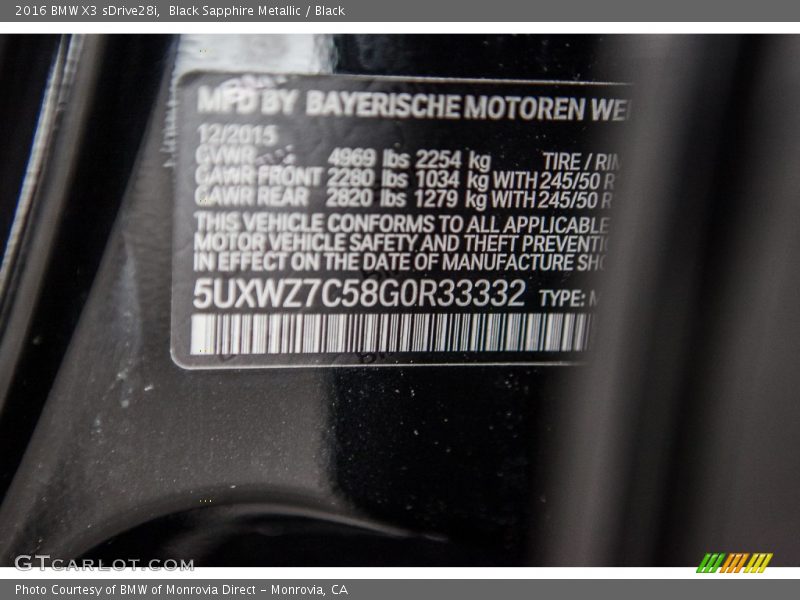 2016 BMW X3 sDrive28i, Black Sapphire Metallic / Black
MFD BY BAYERISCHE MOTOREN WE
12/2015
GVWR 4969 lbs 2254 kg TIRE / RIM
GAWR FRONT 2280 lbs 1034 kg WITH 245/50 R
GAWR REAR 2820 lbs 1279 kg WITH 245/50 R
THIS VEHICLE CONFORMS TO ALL APPLICABLE
MOTOR VEHICLE SAFETY AND THEFT PREVENTIO
IN EFFECT ON THE DATE OF MANUFACTURE SHO
5UXWZ7C58G0R33332 TYPE: M
GTCARLOT.COM
Photo Courtesy of BMW of Monrovia Direct - Monrovia, CA